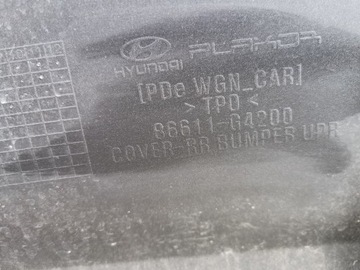 HYUNDAI PLAKOR
[PDe WGN_CAR]
>TPO<
86611-G4200
COVER-RR BUMPER UPR